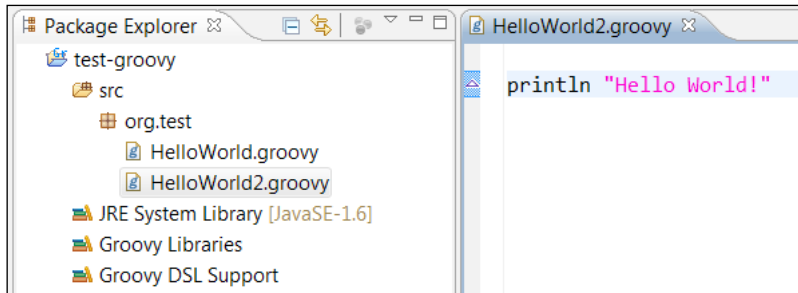 Package Explorer
test-groovy
src
org.test
HelloWorld.groovy
HelloWorld2.groovy
JRE System Library [JavaSE-1.6]
Groovy Libraries
Groovy DSL Support
HelloWorld2.groovy
println "Hello World!"